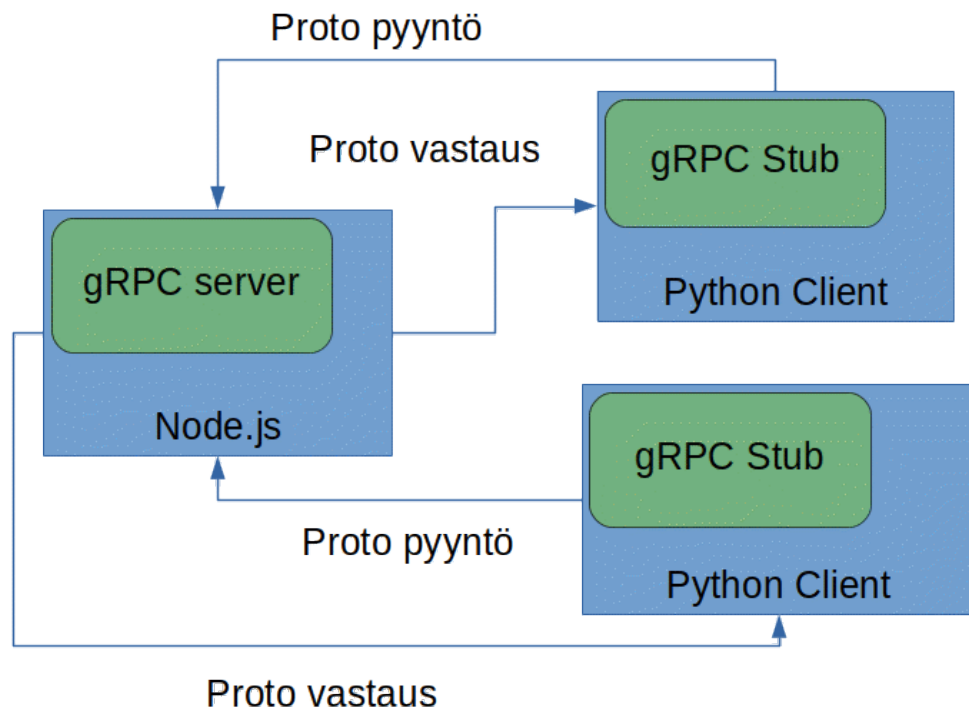 Proto pyyntö
gRPC Stub
Proto vastaus
gRPC server
Python Client
Node.js
gRPC Stub
Proto pyyntö
Python Client
Proto vastaus